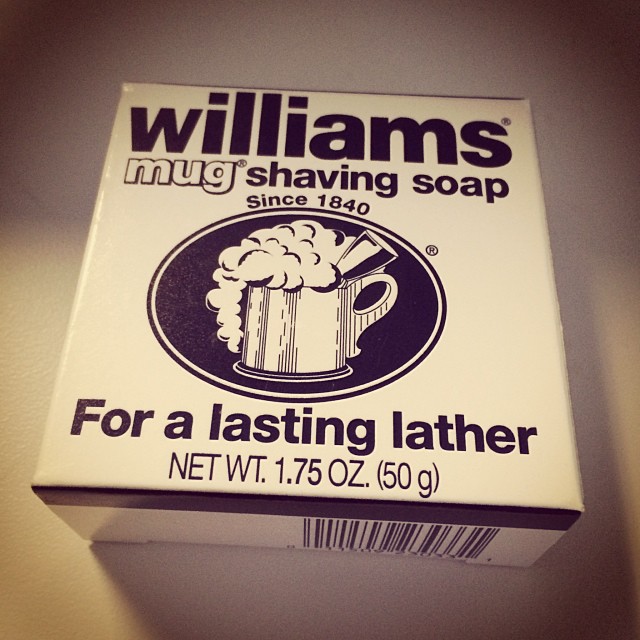 williams®
mug® shaving soap
Since 1840
®
For a lasting lather
NET WT. 1.75 OZ. (50 g)